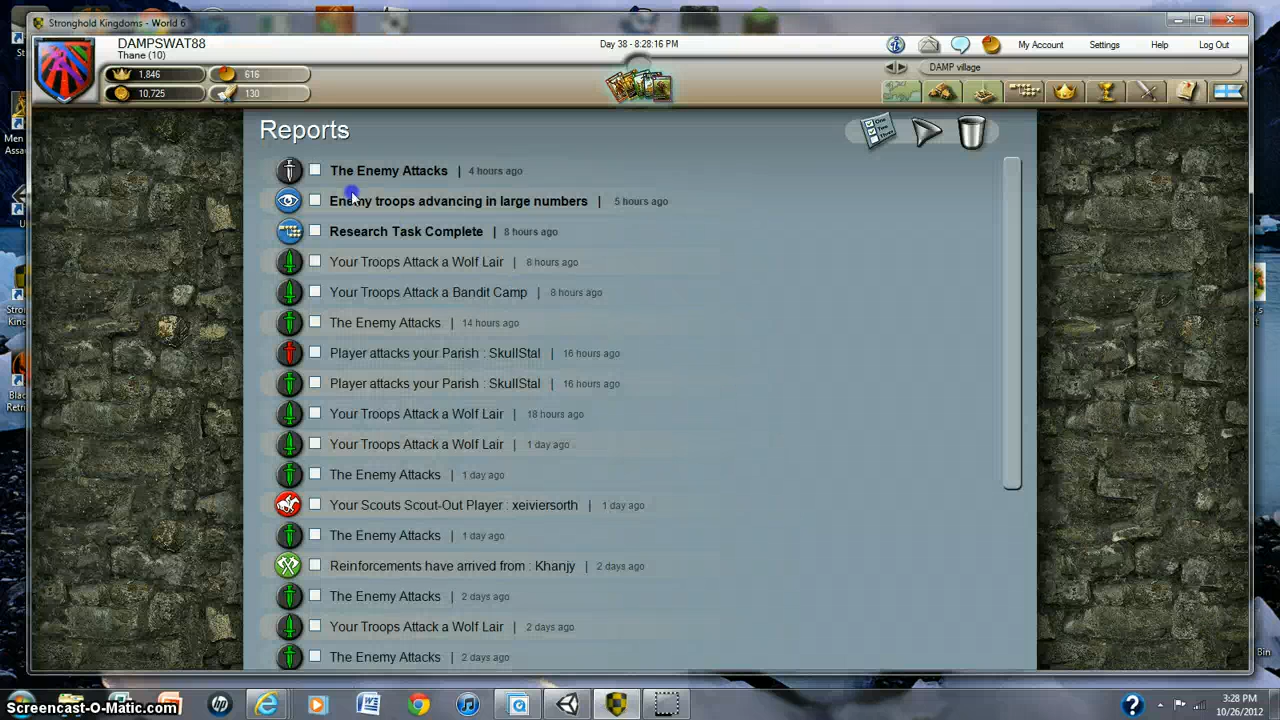 Stronghold Kingdoms - World 6
DAMPSWAT88
Thane (10)
Day 38 - 8:28:16 PM
My Account
Settings
Help
Log Out
1,846
616
DAMP village
10,725
130
Reports
The Enemy Attacks | 4 hours ago
Enemy troops advancing in large numbers | 5 hours ago
Research Task Complete | 8 hours ago
Your Troops Attack a Wolf Lair | 8 hours ago
Your Troops Attack a Bandit Camp | 8 hours ago
The Enemy Attacks | 14 hours ago
Player attacks your Parish : SkullStal | 16 hours ago
Player attacks your Parish : SkullStal | 16 hours ago
Your Troops Attack a Wolf Lair | 18 hours ago
Your Troops Attack a Wolf Lair | 1 day ago
The Enemy Attacks | 1 day ago
Your Scouts Scout-Out Player : xeiviersorth | 1 day ago
The Enemy Attacks | 1 day ago
Reinforcements have arrived from : Khanjy | 2 days ago
The Enemy Attacks | 2 days ago
Your Troops Attack a Wolf Lair | 2 days ago
The Enemy Attacks | 2 days ago
Men
Bin
Screencast-O-Matic.com
3:28 PM
10/26/2012